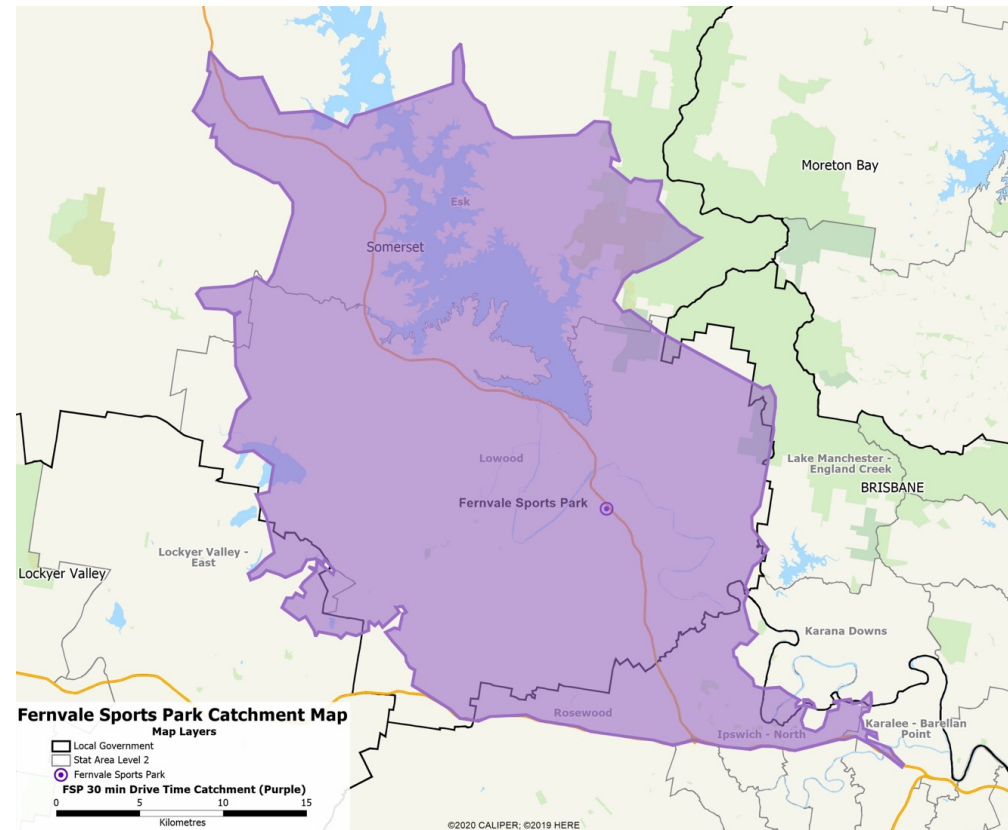 Moreton Bay
Esk
Somerset
Lowood
Lake Manchester -
England Creek
BRISBANE
Fernvale Sports Park
Lockyer Valley -
East
Lockyer Valley
Karana Downs
Rosewood
Ipswich - North
Karalee - Barellan
Point
Fernvale Sports Park Catchment Map
Map Layers
Local Government
Stat Area Level 2
Fernvale Sports Park
FSP 30 min Drive Time Catchment (Purple)
0 5 10 15
Kilometres
©2020 CALIPER; ©2019 HERE